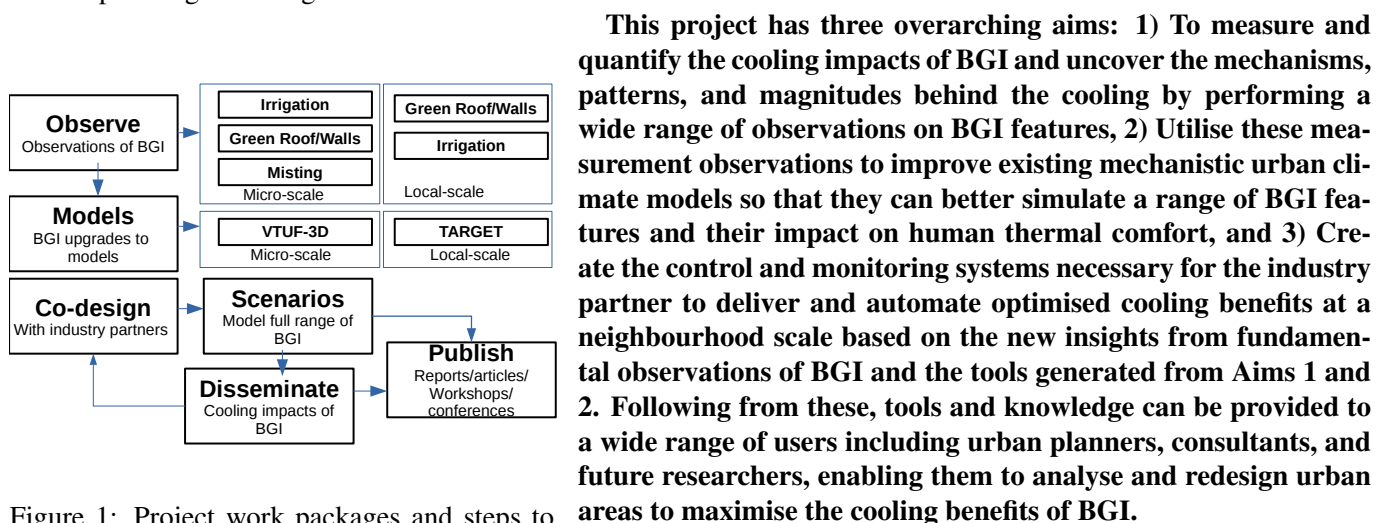 Observe
Observations of BGI
Irrigation
Green Roof/Walls
Misting
Micro-scale
Green Roof/Walls
Irrigation
Local-scale
Models
BGI upgrades to
models
VTUF-3D
Micro-scale
TARGET
Local-scale
Co-design
With industry partners
Scenarios
Model full range of
BGI
Disseminate
Cooling impacts of
BGI
Publish
Reports/articles/
Workshops/
conferences
Figure 1: Project work packages and steps to
This project has three overarching aims: 1) To measure and
quantify the cooling impacts of BGI and uncover the mechanisms,
patterns, and magnitudes behind the cooling by performing a
wide range of observations on BGI features, 2) Utilise these mea-
surement observations to improve existing mechanistic urban cli-
mate models so that they can better simulate a range of BGI fea-
tures and their impact on human thermal comfort, and 3) Cre-
ate the control and monitoring systems necessary for the industry
partner to deliver and automate optimised cooling benefits at a
neighbourhood scale based on the new insights from fundamen-
tal observations of BGI and the tools generated from Aims 1 and
2. Following from these, tools and knowledge can be provided to
a wide range of users including urban planners, consultants, and
future researchers, enabling them to analyse and redesign urban
areas to maximise the cooling benefits of BGI.